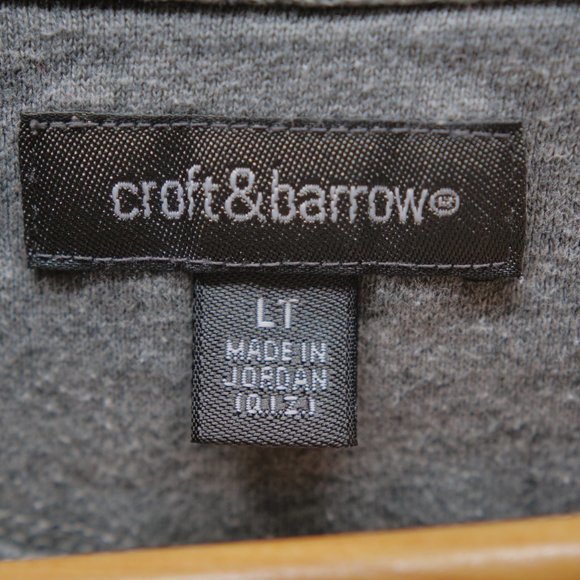 croft&barrow®
LT
MADE IN
JORDAN
(Q.I.Z.)